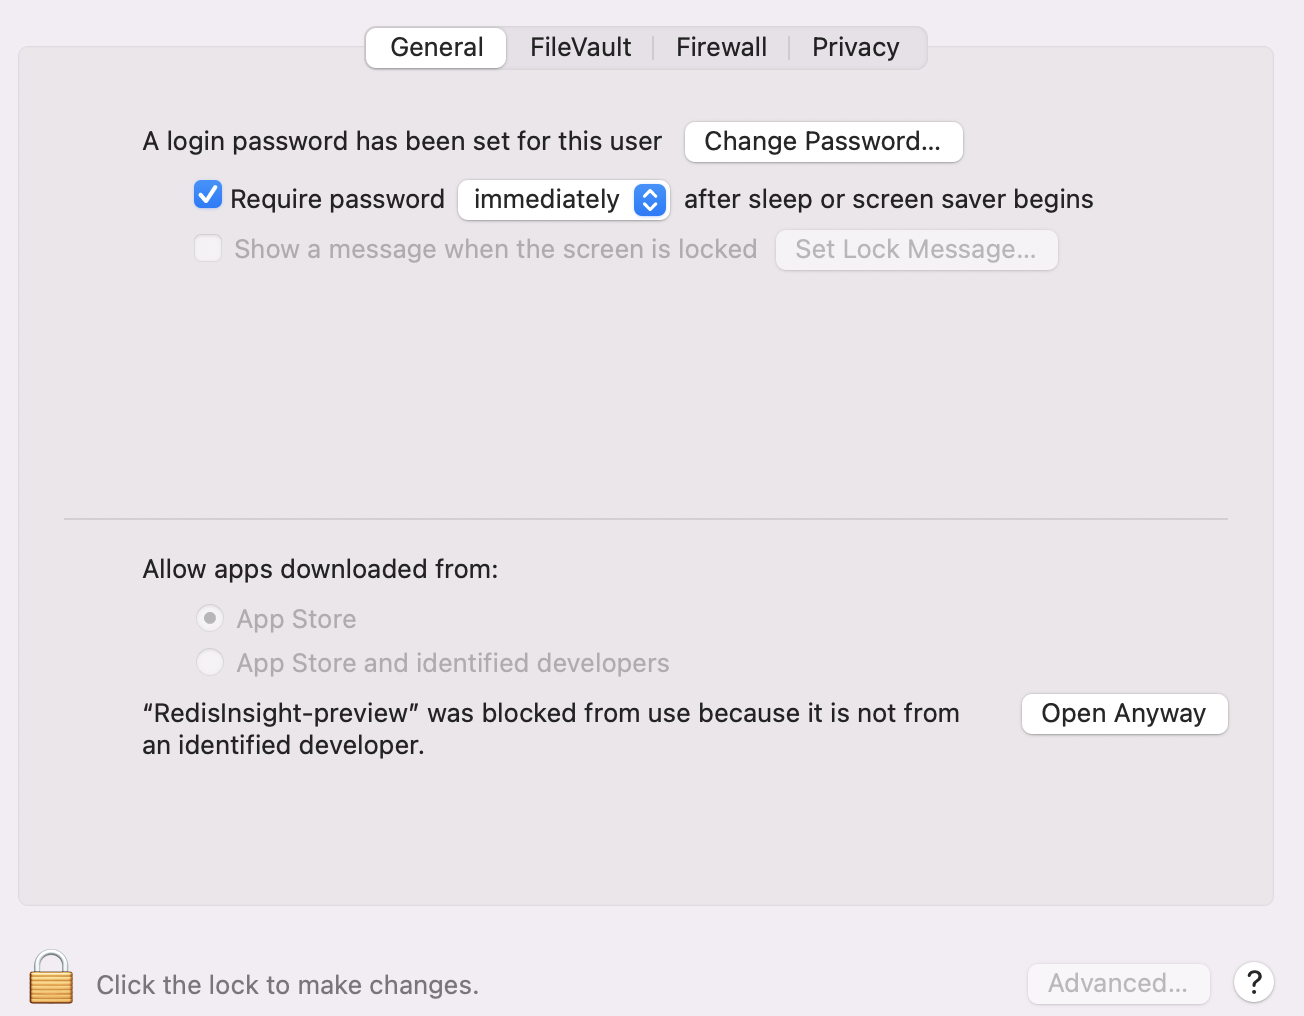 General FileVault Firewall Privacy
A login password has been set for this user Change Password...
Require password immediately after sleep or screen saver begins
Show a message when the screen is locked Set Lock Message...
Allow apps downloaded from:
App Store
App Store and identified developers
“RedisInsight-preview” was blocked from use because it is not from Open Anyway
an identified developer.
Click the lock to make changes. Advanced... ?